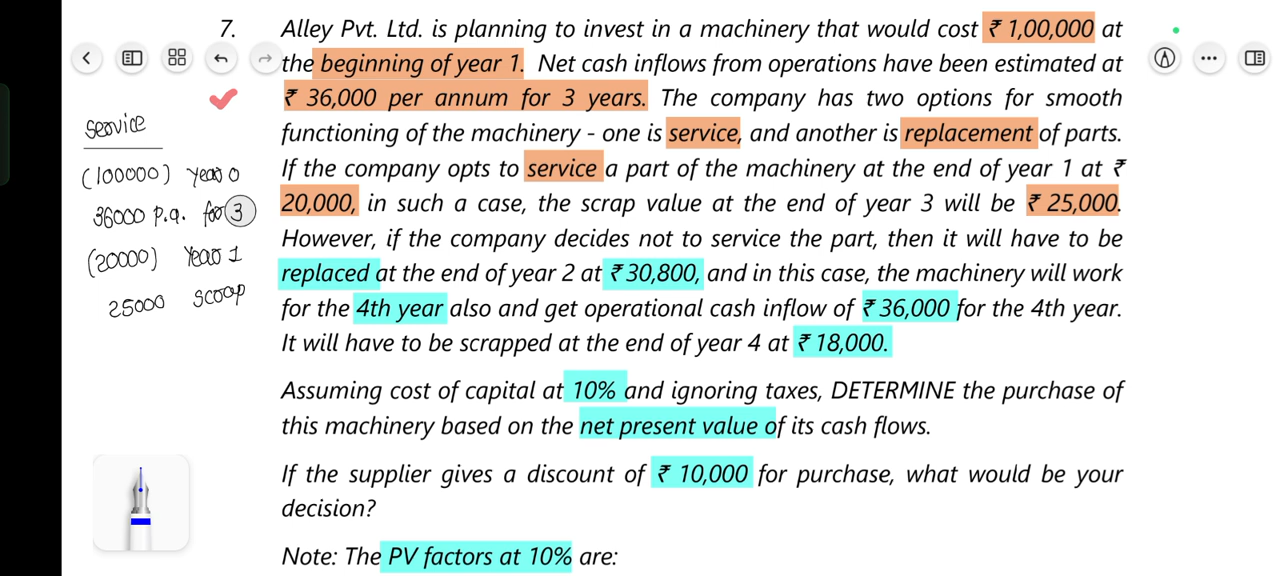 7. Alley Pvt. Ltd. is planning to invest in a machinery that would cost ₹ 1,00,000 at
the beginning of year 1. Net cash inflows from operations have been estimated at
₹ 36,000 per annum for 3 years. The company has two options for smooth
functioning of the machinery - one is service, and another is replacement of parts.
If the company opts to service a part of the machinery at the end of year 1 at ₹
20,000, in such a case, the scrap value at the end of year 3 will be ₹ 25,000.
However, if the company decides not to service the part, then it will have to be
replaced at the end of year 2 at ₹ 30,800, and in this case, the machinery will work
for the 4th year also and get operational cash inflow of ₹ 36,000 for the 4th year.
It will have to be scrapped at the end of year 4 at ₹ 18,000.
Assuming cost of capital at 10% and ignoring taxes, DETERMINE the purchase of
this machinery based on the net present value of its cash flows.
If the supplier gives a discount of ₹ 10,000 for purchase, what would be your
decision?
Note: The PV factors at 10% are:
Service
(100000) Year 0
36000 p.a. for 3
(20000) Year 1
25000 Scrap